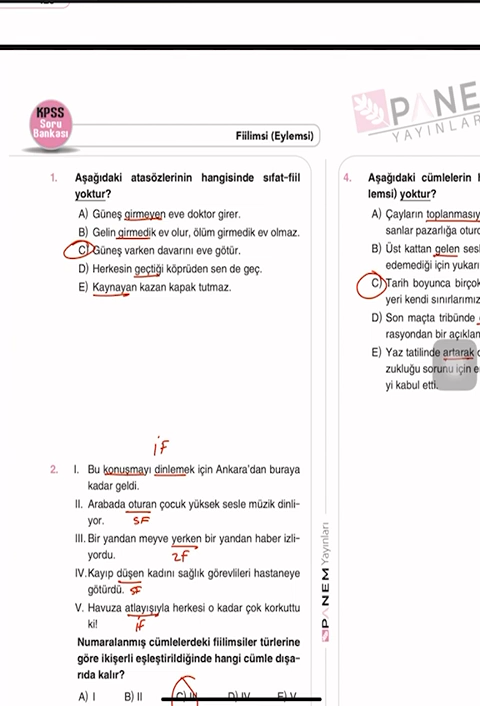 KPSS
Soru
Bankası
PANE
YAYINLAR
Fiilimsi (Eylemsi)
1. Aşağıdaki atasözlerinin hangisinde sıfat-fiil
yoktur?
A) Güneş girmeyen eve doktor girer.
B) Gelin girmedik ev olur, ölüm girmedik ev olmaz.
C) Güneş varken davarını eve götür.
D) Herkesin geçtiği köprüden sen de geç.
E) Kaynayan kazan kapak tutmaz.
if
2. I. Bu konuşmayı dinlemek için Ankara'dan buraya
kadar geldi.
II. Arabada oturan çocuk yüksek sesle müzik dinli-
yor.
SF
III. Bir yandan meyve yerken bir yandan haber izli-
yordu.
ZF
IV. Kayıp düşen kadını sağlık görevlileri hastaneye
götürdü.
SF
V. Havuza atlayışıyla herkesi o kadar çok korkuttu
ki!
if
Numaralanmış cümlelerdeki fiilimsiler türlerine
göre ikişerli eşleştirildiğinde hangi cümle dışa-
rıda kalır?
A) I B) II C) III D) IV E) V
PANEM Yayınları
4. Aşağıdaki cümlelerin
lemsi) yoktur?
A) Çayların toplanmasıy
sanlar pazarlığa oturd
B) Üst kattan gelen sesl
edemediği için yukarı
C) Tarih boyunca birçok
yeri kendi sınırlarımız
D) Son maçta tribünde
rasyondan bir açıklan
E) Yaz tatilinde artarak
zukluğu sorunu için e
yi kabul etti.